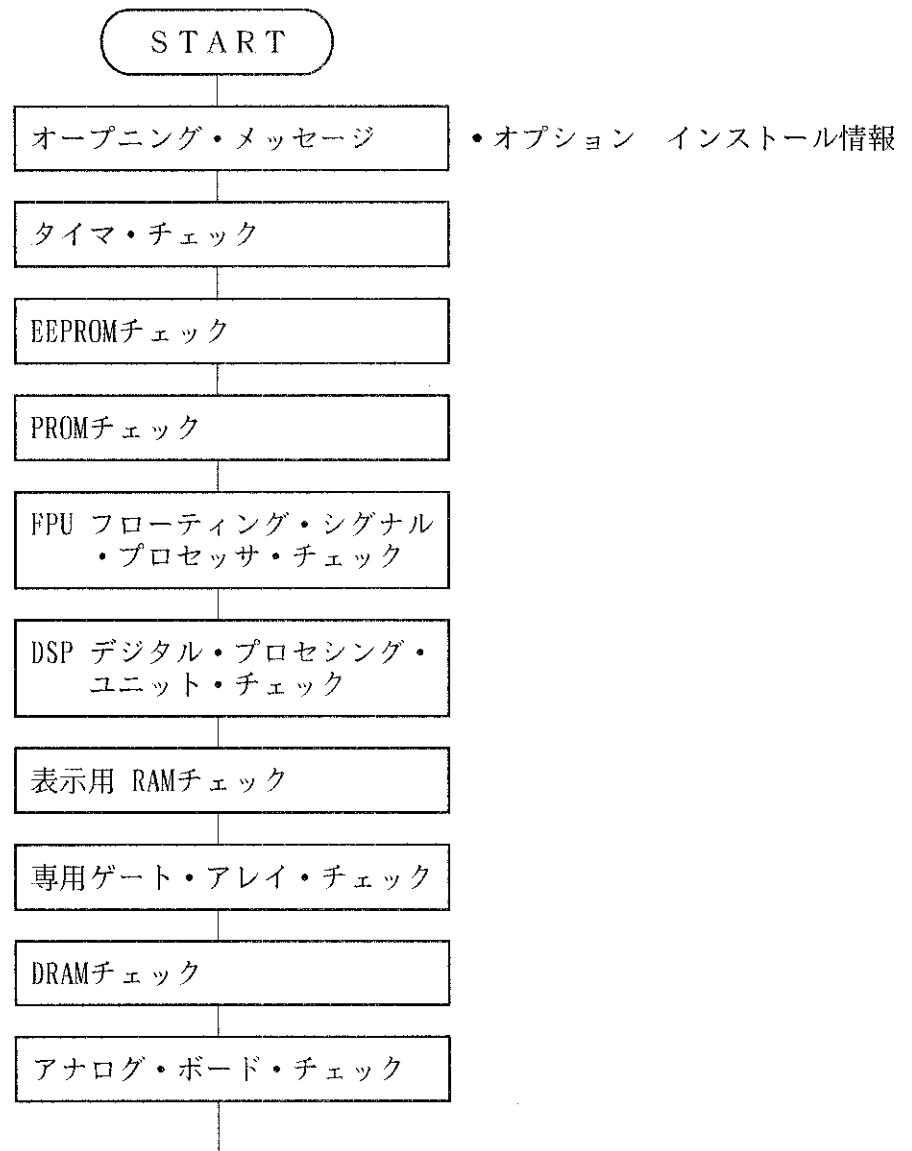 START
オープニング・メッセージ ・オプション　インストール情報
タイマ・チェック
EEPROMチェック
PROMチェック
FPU フローティング・シグナル
・プロセッサ・チェック
DSP デジタル・プロセシング・
ユニット・チェック
表示用 RAMチェック
専用ゲート・アレイ・チェック
DRAMチェック
アナログ・ボード・チェック